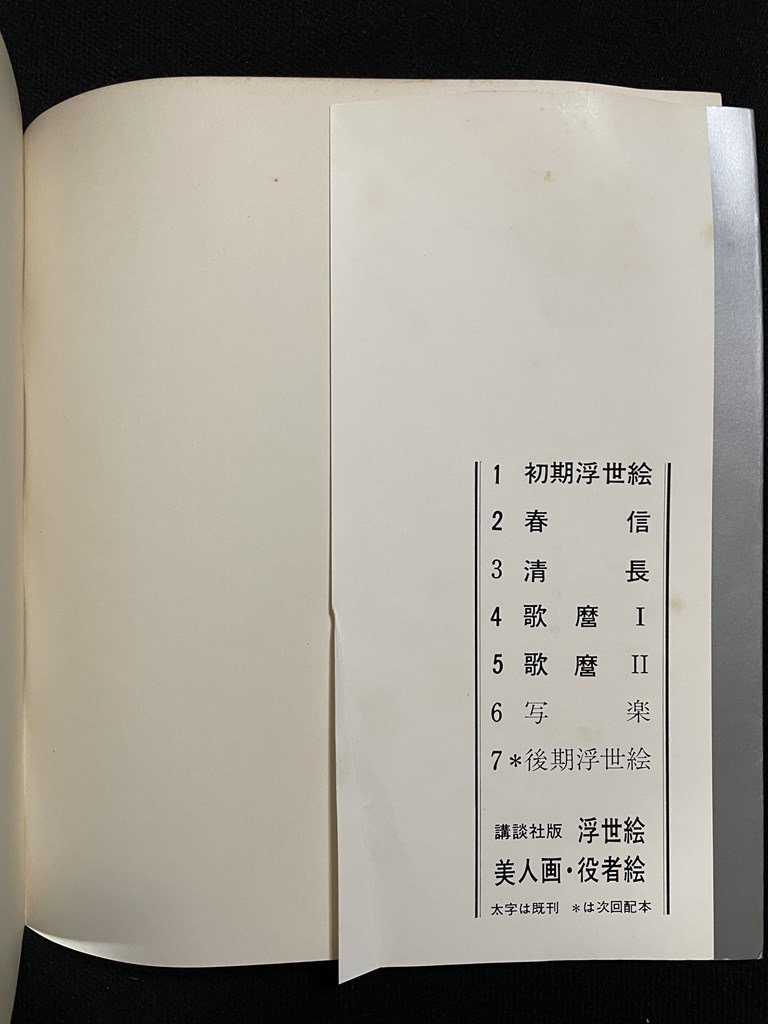 1 初期浮世絵
2 春信
3 清長
4 歌麿 I
5 歌麿 II
6 写楽
7 *後期浮世絵
講談社版 浮世絵
美人画・役者絵
太字は既刊 *は次回配本